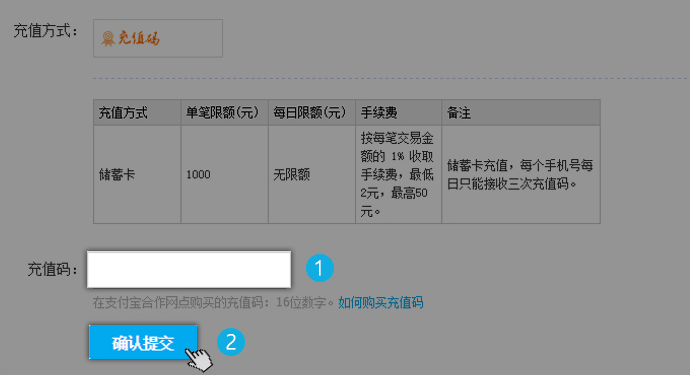 充值方式：
充值码
充值方式 单笔限额(元) 每日限额(元) 手续费 备注
储蓄卡 1000 无限额
按每笔交易金
额的 1% 收取
手续费，最低
2元，最高50
元。
储蓄卡充值，每个手机号每
日只能接收三次充值码。
充值码： 1
在支付宝合作网点购买的充值码：16位数字。如何购买充值码
确认提交 2